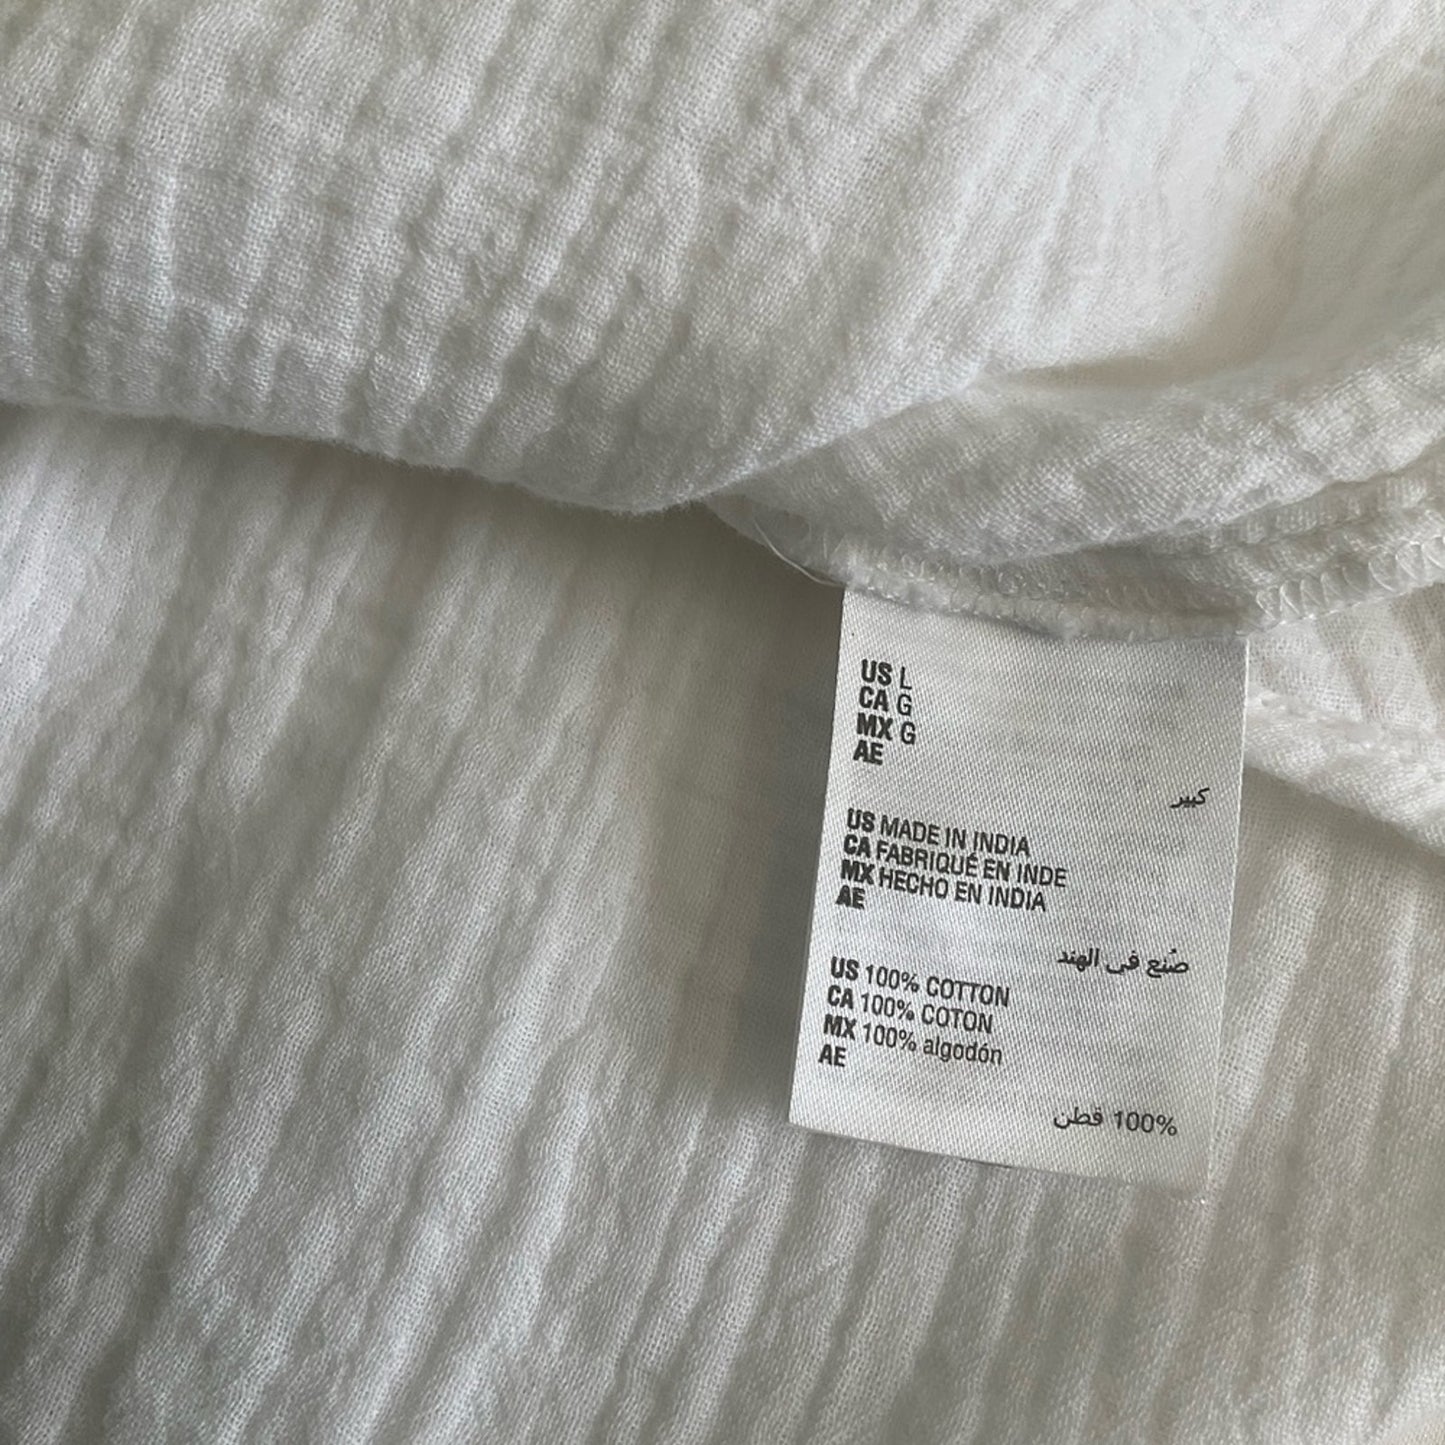 US L
CA G
MX G
AE
كبير
US MADE IN INDIA
CA FABRIQUÉ EN INDE
MX HECHO EN INDIA
AE
صُنع في الهند
US 100% COTTON
CA 100% COTON
MX 100% algodón
AE
100% قطن